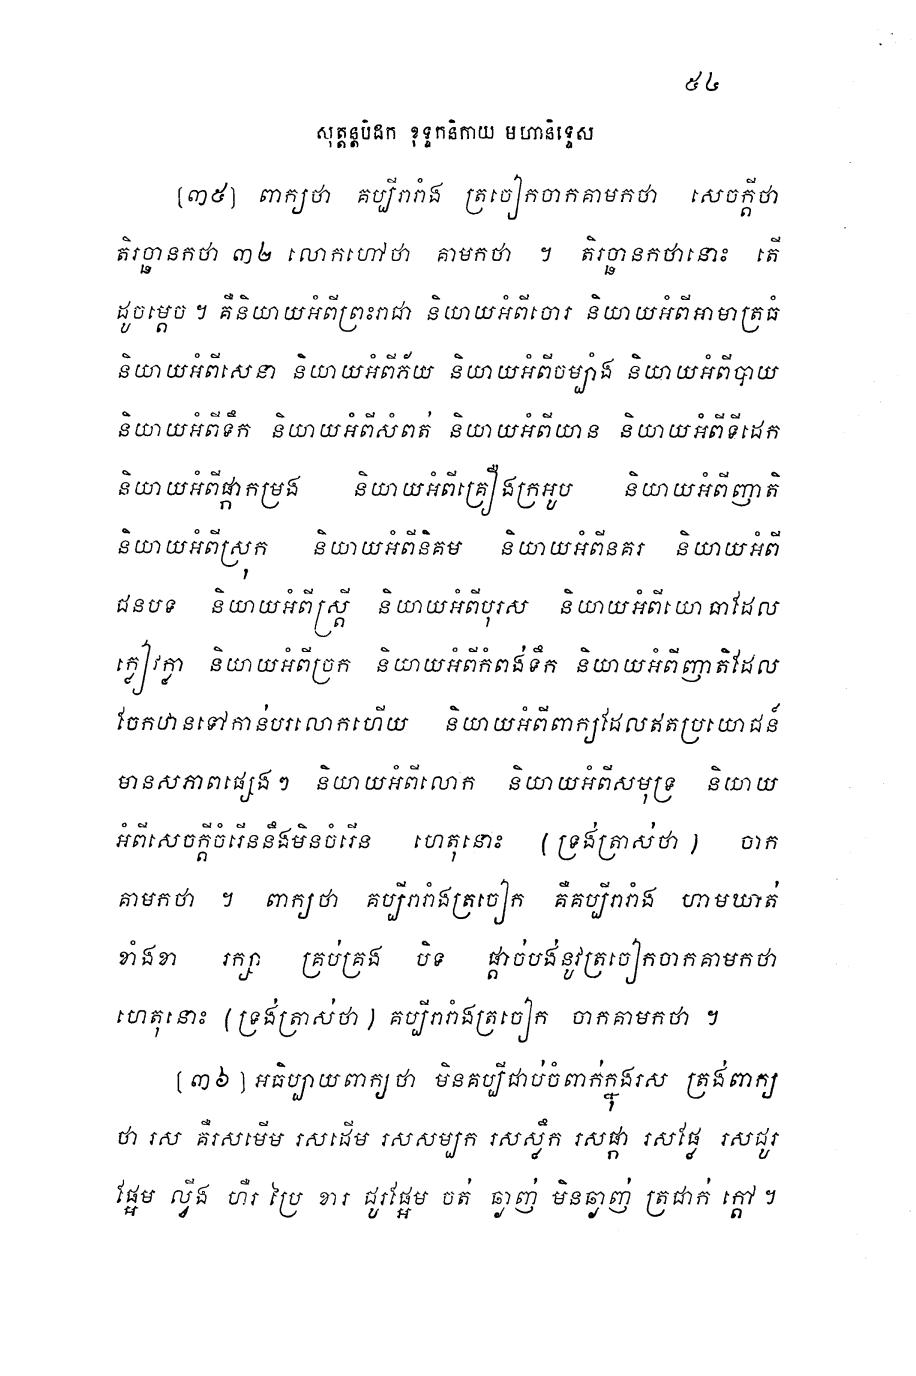 ៥៤
សុត្តន្តបិដក ខុទ្ទកនិកាយ មហានិទ្ទេស
[៣៥] ពាក្យថា គប្បីរារាំង ត្រចៀកចាកគាមកថា សេចក្តីថា
តិរច្ឆានកថា ៣២ លោកហៅថា គាមកថា ។ តិរច្ឆានកថានោះ តើ
ដូចម្តេច ។ គឺនិយាយអំពីព្រះរាជា និយាយអំពីចោរ និយាយអំពីអាមាត្រធំ
និយាយអំពីសេនា និយាយអំពីភ័យ និយាយអំពីចម្បាំង និយាយអំពីបាយ
និយាយអំពីទឹក និយាយអំពីសំពត់ និយាយអំពីយាន និយាយអំពីទីដេក
និយាយអំពីផ្កាកម្រង និយាយអំពីគ្រឿងក្រអូប និយាយអំពីញាតិ
និយាយអំពីស្រុក និយាយអំពីនិគម និយាយអំពីនគរ និយាយអំពី
ជនបទ និយាយអំពីស្ត្រី និយាយអំពីបុរស និយាយអំពីយោធាដែល
ក្លៀវក្លា និយាយអំពីច្រក និយាយអំពីកំពង់ទឹក និយាយអំពីញាតិដែល
ចែកឋានទៅកាន់បរលោកហើយ និយាយអំពីពាក្យដែលឥតប្រយោជន៍
មានសភាពផ្សេងៗ និយាយអំពីលោក និយាយអំពីសមុទ្រ និយាយ
អំពីសេចក្តីចំរើននឹងមិនចំរើន ហេតុនោះ (ទ្រង់ត្រាស់ថា) ចាក
គាមកថា ។ ពាក្យថា គប្បីរារាំងត្រចៀក គឺគប្បីរារាំង ហាមឃាត់
ខាំងខា រក្សា គ្រប់គ្រង បិទ ផ្តាច់បង់នូវត្រចៀកចាកគាមកថា
ហេតុនោះ (ទ្រង់ត្រាស់ថា) គប្បីរារាំងត្រចៀក ចាកគាមកថា ។
[៣៦] អធិប្បាយពាក្យថា មិនគប្បីជាប់ចំពាក់ក្នុងរស ត្រង់ពាក្យ
ថា រស គឺរសមើម រសដើម រសសម្បក រសស្លឹក រសផ្កា រសផ្លែ រសជូរ
ផ្អែម ល្វីង ហឹរ ប្រៃ ខារ ជូរផ្អែម ចត់ ឆ្ងាញ់ មិនឆ្ងាញ់ ត្រជាក់ ក្តៅ ។